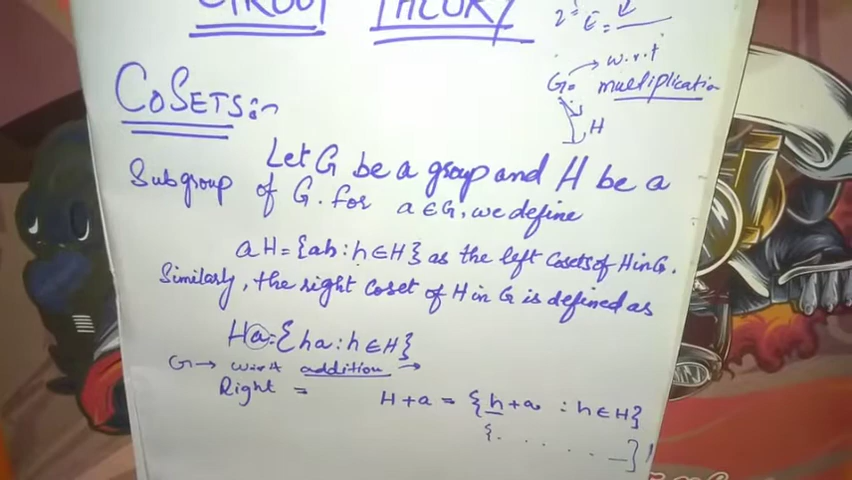 GROUP THEORY
COSETS:-
G. → w.r.t
multiplication
H
Let G be a group and H be a
Subgroup of G. For a ∈ G, we define
aH = {ah : h ∈ H} as the left cosets of H in G.
Similarly, the right coset of H in G is defined as
Ha = {ha : h ∈ H}
G → w.r.t addition →
Right = H + a = {h + a : h ∈ H}
{. . . . . . _}